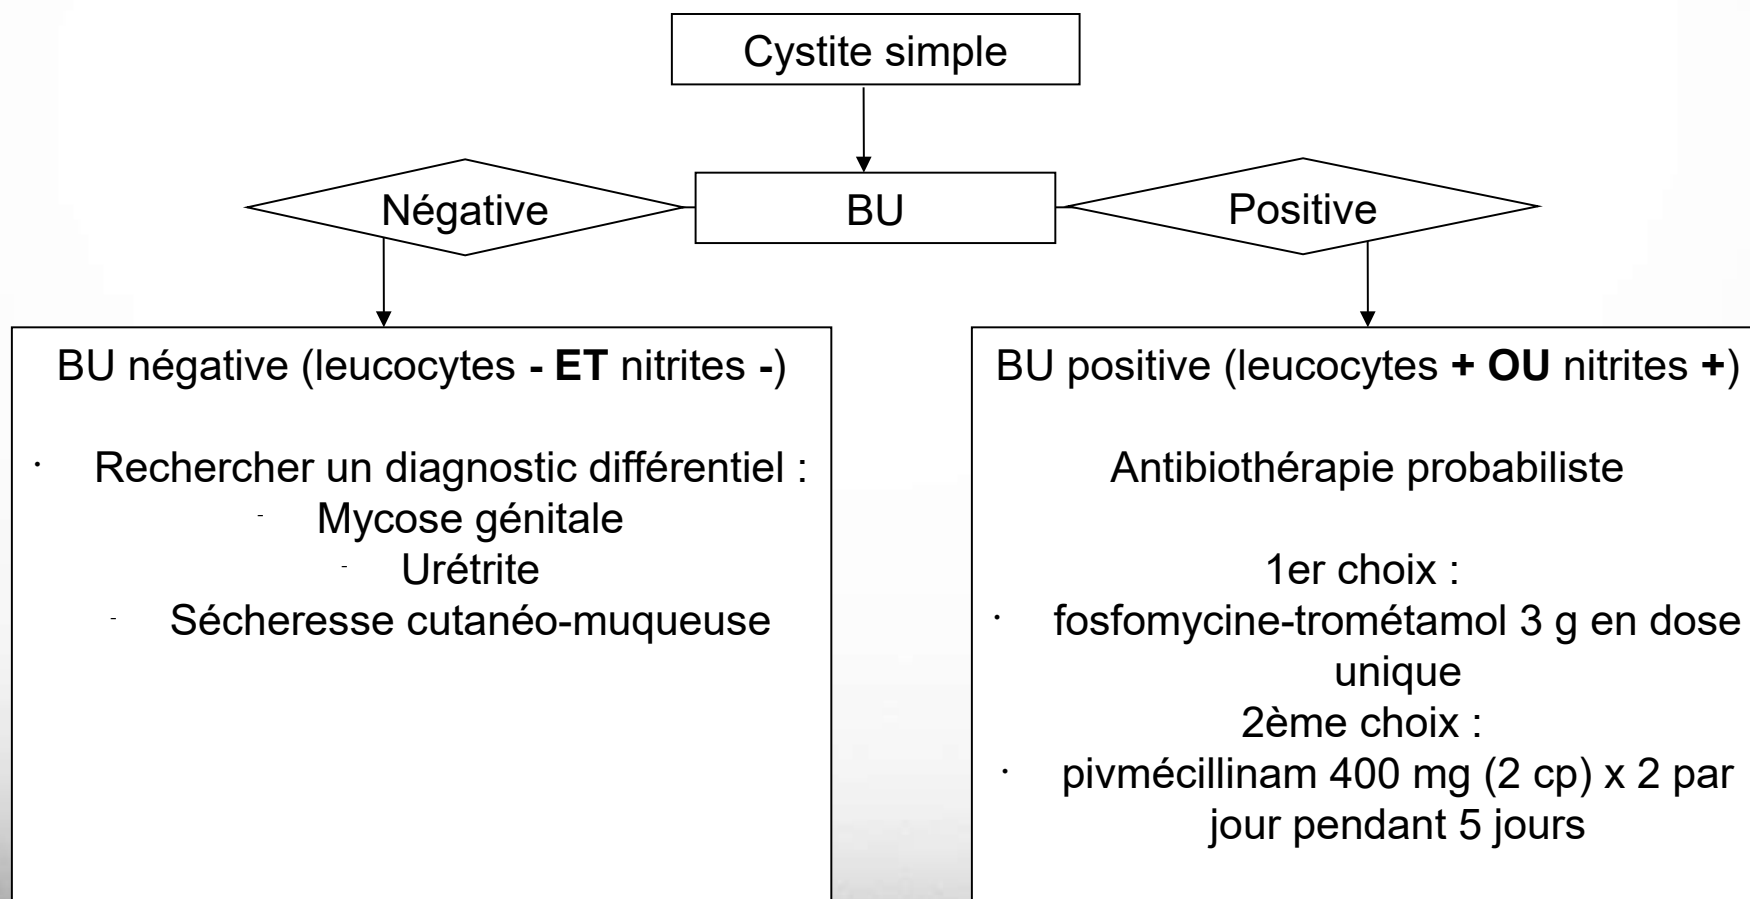 Cystite simple
Négative
BU
Positive
BU négative (leucocytes - ET nitrites -)
· Rechercher un diagnostic différentiel :
- Mycose génitale
- Urétrite
- Sécheresse cutanéo-muqueuse
BU positive (leucocytes + OU nitrites +)
Antibiothérapie probabiliste
1er choix :
· fosfomycine-trométamol 3 g en dose
unique
2ème choix :
· pivmécillinam 400 mg (2 cp) x 2 par
jour pendant 5 jours